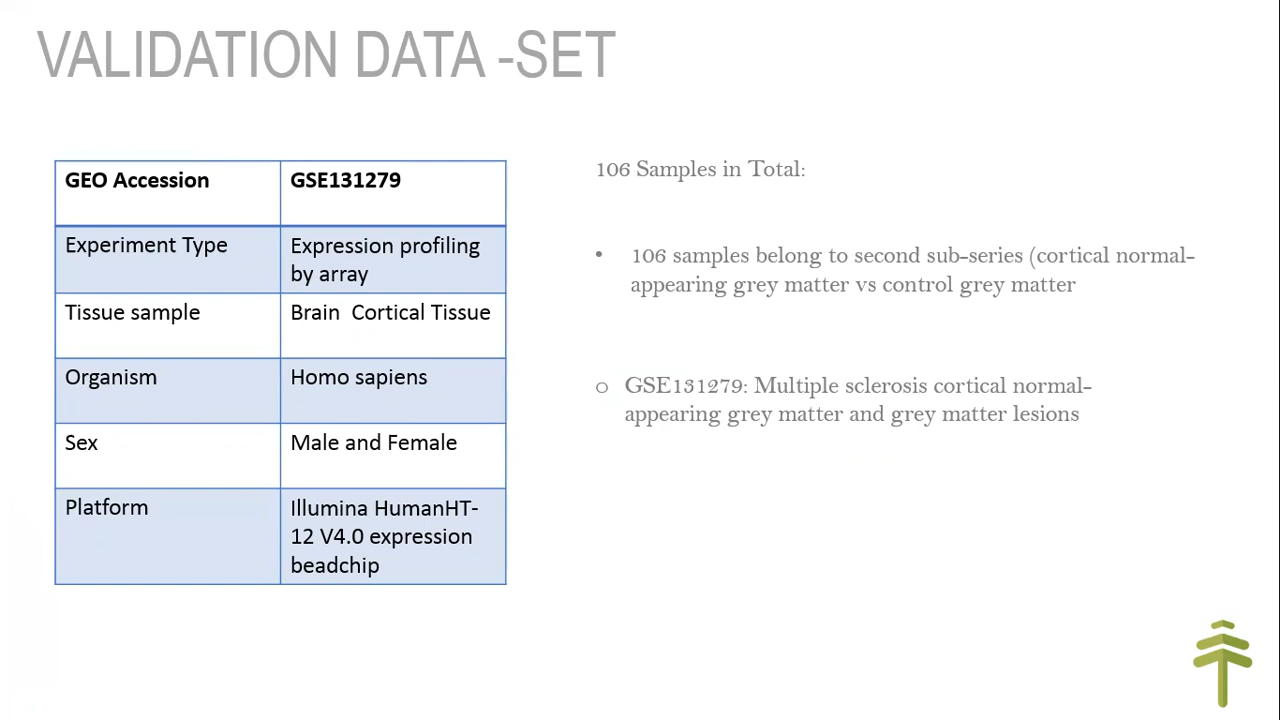 VALIDATION DATA -SET
GEO Accession
GSE131279
Experiment Type
Expression profiling
by array
Tissue sample
Brain  Cortical Tissue
Organism
Homo sapiens
Sex
Male and Female
Platform
Illumina HumanHT-
12 V4.0 expression
beadchip
106 Samples in Total:
• 106 samples belong to second sub-series (cortical normal-
appearing grey matter vs control grey matter
o GSE131279: Multiple sclerosis cortical normal-
appearing grey matter and grey matter lesions